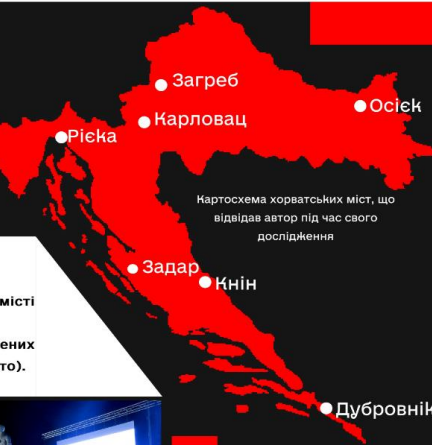 Загреб
Осієк
Карловац
Рієка
Картосхема хорватських міст, що
відвідав автор під час свого
дослідження
Задар
Кнін
місті
ених
то).
Дубровнік